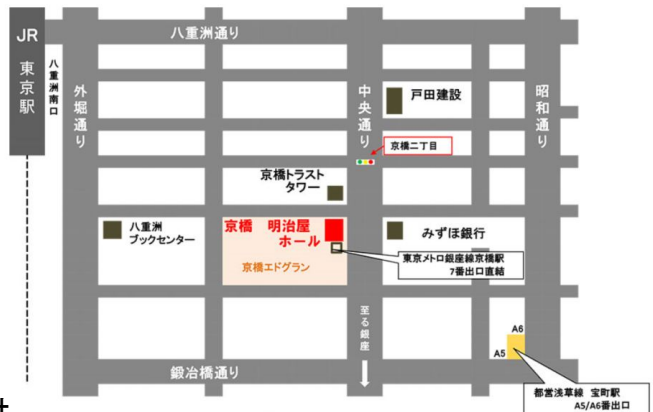 JR
東京駅
八重洲南口
八重洲通り
外堀通り
中央通り
昭和通り
戸田建設
京橋二丁目
京橋トラスト
タワー
八重洲
ブックセンター
京橋 明治屋
ホール
京橋エドグラン
みずほ銀行
東京メトロ銀座線京橋駅
7番出口直結
至る銀座
A6
A5
鍛冶橋通り
都営浅草線 宝町駅
A5/A6番出口